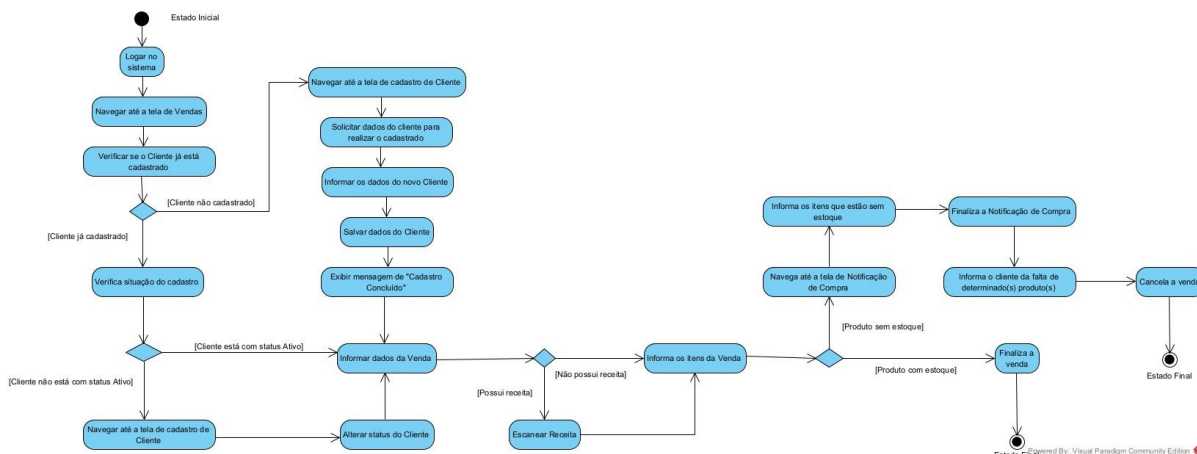 Estado Inicial
Logar no
sistema
Navegar até a tela de Vendas
Verificar se o Cliente já está
cadastrado
[Cliente não cadastrado]
[Cliente já cadastrado]
Navegar até a tela de cadastro de Cliente
Solicitar dados do cliente para
realizar o cadastrado
Informar os dados do novo Cliente
Salvar dados do Cliente
Exibir mensagem de "Cadastro
Concluído"
Verifica situação do cadastro
[Cliente está com status Ativo]
[Cliente não está com status Ativo]
Navegar até a tela de cadastro de
Cliente
Alterar status do Cliente
Informar dados da Venda
[Não possui receita]
[Possui receita]
Escanear Receita
Informa os itens da Venda
[Produto sem estoque]
[Produto com estoque]
Navega até a tela de Notificação
de Compra
Informa os itens que estão sem
estoque
Finaliza a Notificação de Compra
Informa o cliente da falta de
determinado(s) produto(s)
Cancela a venda
Estado Final
Finaliza a
venda
Powered By: Visual Paradigm Community Edition